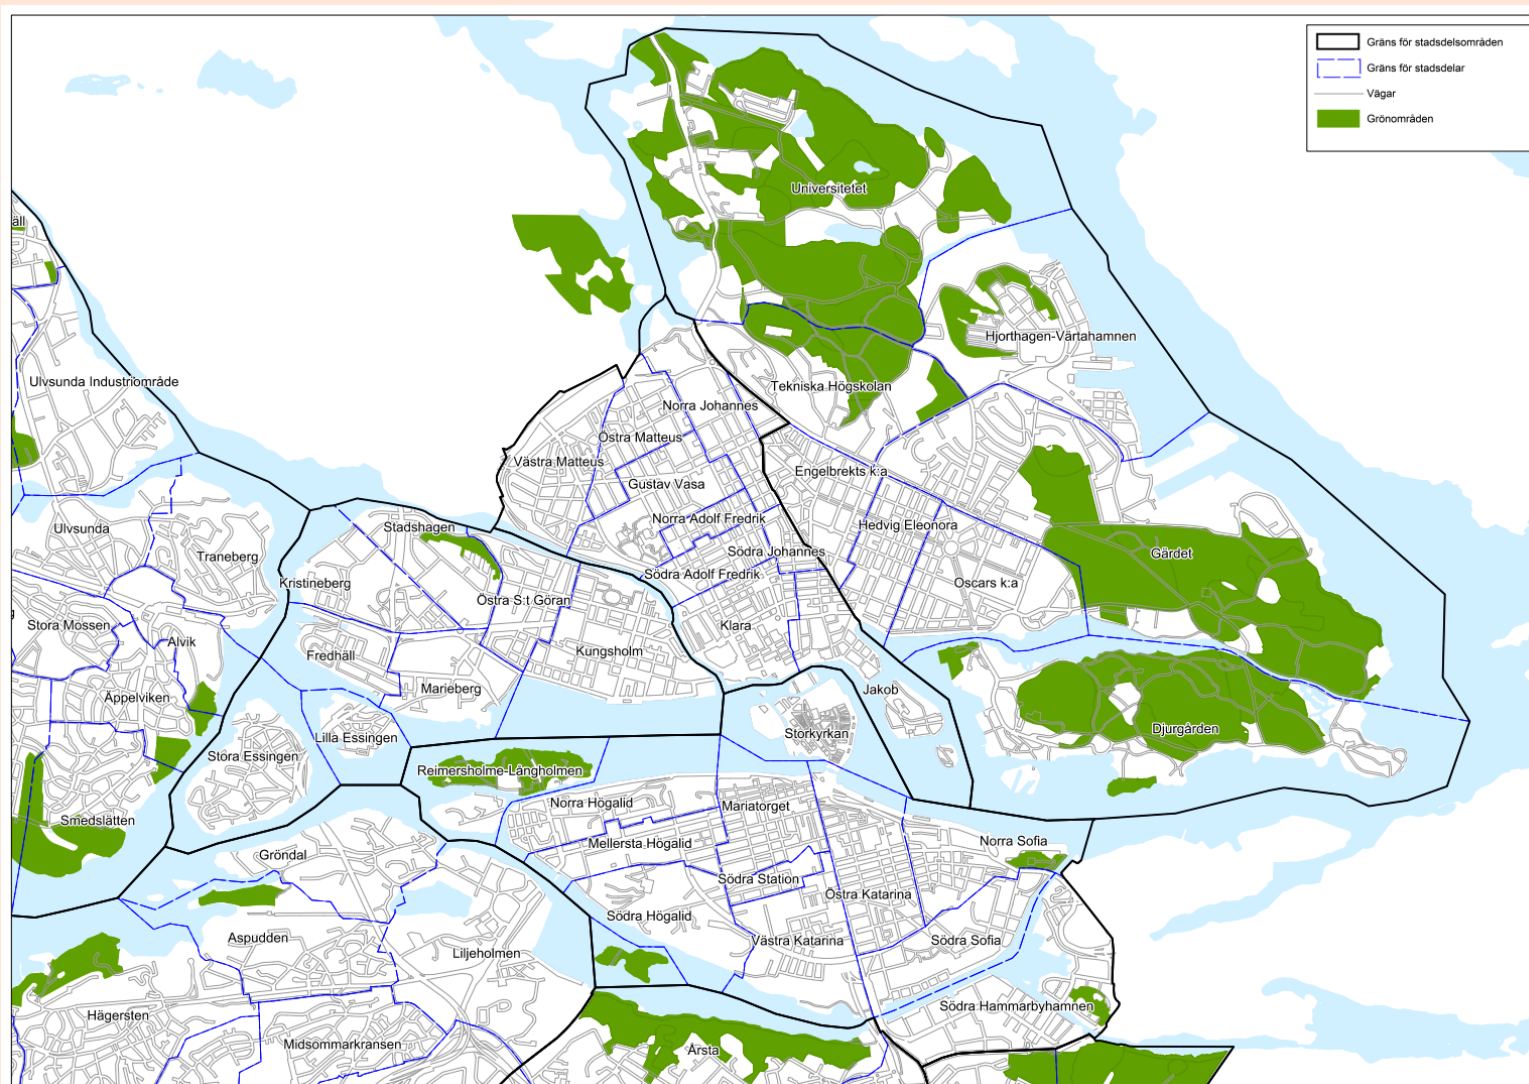 Gräns för stadsdelsområden
Gräns för stadsdelar
Vägar
Grönområden
Universitetet
äll
Hjorthagen-Värtahamnen
Ulvsunda Industriområde
Tekniska Högskolan
Norra Johannes
Östra Matteus
Västra Matteus
Engelbrekts k:a
Gustav Vasa
Norra Adolf Fredrik
Hedvig Eleonora
Stadshagen
Ulvsunda
Traneberg
Södra Johannes
Gärdet
Kristineberg
Södra Adolf Fredrik
Oscars k:a
Östra S:t Göran
g
Stora Mossen
Klara
Alvik
Fredhäll
Kungsholm
Marieberg
Jakob
Äppelviken
Djurgården
Storkyrkan
Lilla Essingen
Stora Essingen
Reimersholme-Långholmen
Norra Högalid
Mariatorget
Smedslätten
Mellersta Högalid
Norra Sofia
Gröndal
Södra Station
Östra Katarina
Södra Högalid
Aspudden
Västra Katarina
Södra Sofia
Liljeholmen
Södra Hammarbyhamnen
Hägersten
Midsommarkransen
Årsta